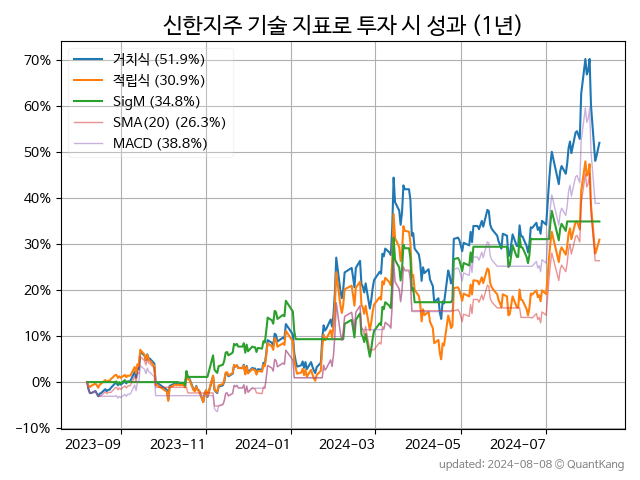 신한지주 기술 지표로 투자 시 성과 (1년)
거치식 (51.9%)
적립식 (30.9%)
SigM (34.8%)
SMA(20) (26.3%)
MACD (38.8%)
70%
60%
50%
40%
30%
20%
10%
0%
−10%
2023-09 2023-11 2024-01 2024-03 2024-05 2024-07
updated: 2024-08-08 © QuantKang